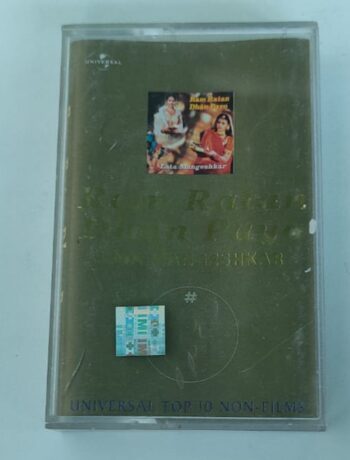 UNIVERSAL
Ram Ratan
Dhan Payo
Lata Mangeshkar
Ram Ratan
Dhan Payo
LATA MANGESHKAR
#
UNIVERSAL TOP 10 NON-FILMS